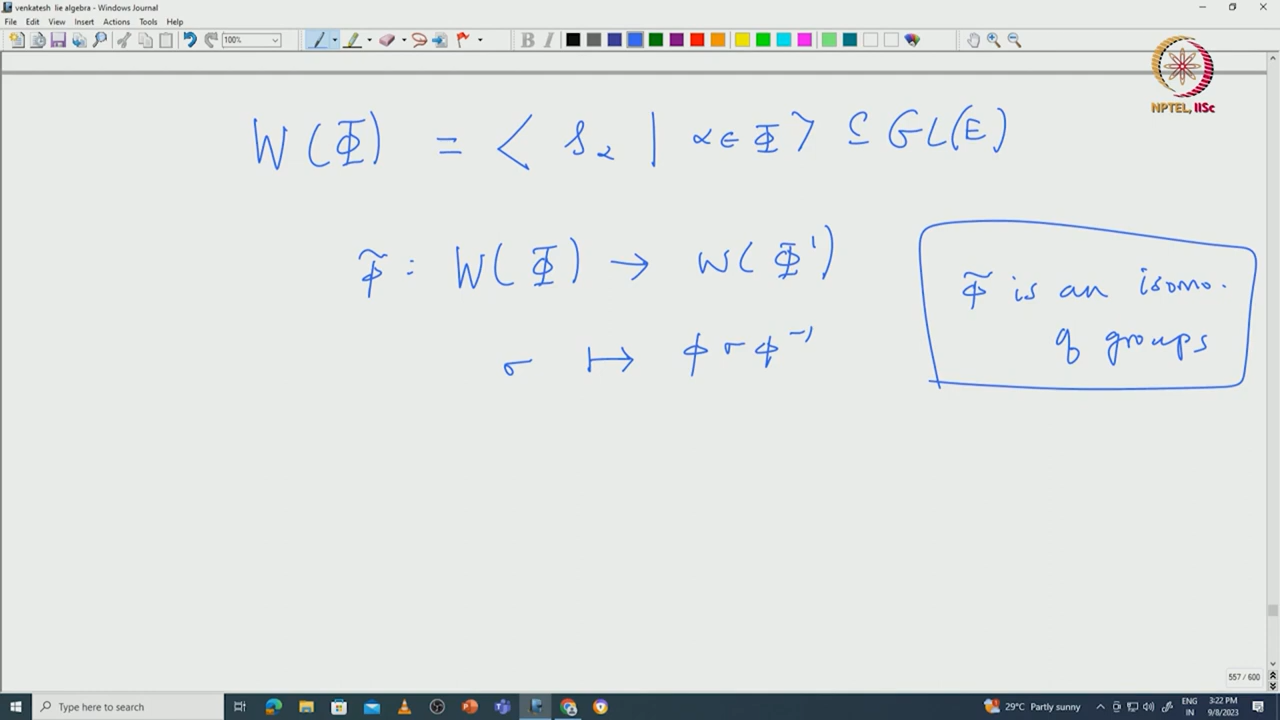 venkatesh lie algebra - Windows Journal
File Edit View Insert Actions Tools Help
100%
NPTEL, IISc
W(Φ) = < s_α | α ∈ Φ > ⊆ GL(E)
φ̃ : W(Φ) → W(Φ')
σ ↦ φ σ φ⁻¹
φ̃ is an isomo.
of groups
557 / 600
Type here to search
29°C Partly sunny
ENG
IN
3:22 PM
9/8/2023